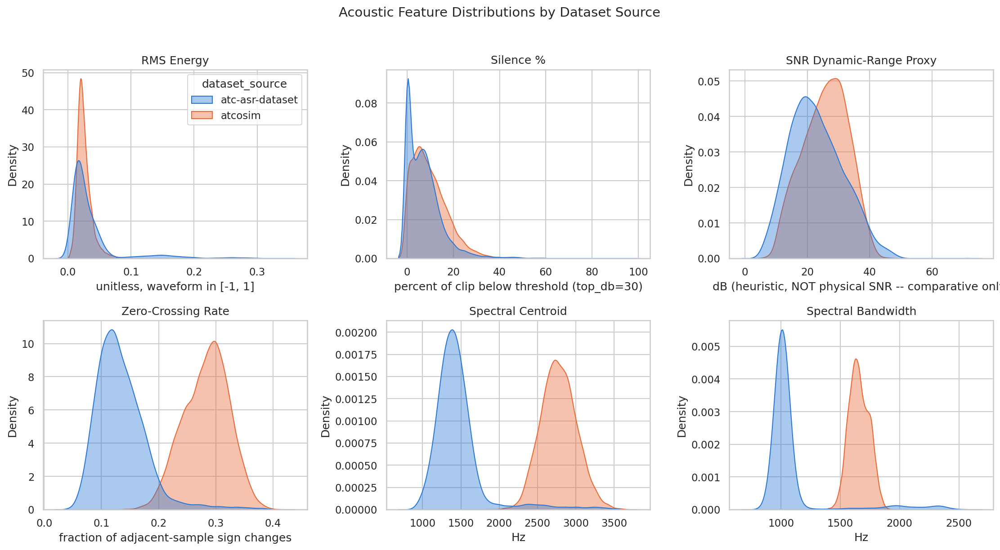 Acoustic Feature Distributions by Dataset Source
RMS Energy
Density
50
40
30
20
10
0
dataset_source
atc-asr-dataset
atcosim
0.0 0.1 0.2 0.3
unitless, waveform in [-1, 1]
Silence %
Density
0.08
0.06
0.04
0.02
0.00
0 20 40 60 80 100
percent of clip below threshold (top_db=30)
SNR Dynamic-Range Proxy
Density
0.05
0.04
0.03
0.02
0.01
0.00
0 20 40 60
dB (heuristic, NOT physical SNR -- comparative only
Zero-Crossing Rate
Density
10
8
6
4
2
0
0.0 0.1 0.2 0.3 0.4
fraction of adjacent-sample sign changes
Spectral Centroid
Density
0.00200
0.00175
0.00150
0.00125
0.00100
0.00075
0.00050
0.00025
0.00000
1000 1500 2000 2500 3000 3500
Hz
Spectral Bandwidth
Density
0.005
0.004
0.003
0.002
0.001
0.000
1000 1500 2000 2500
Hz